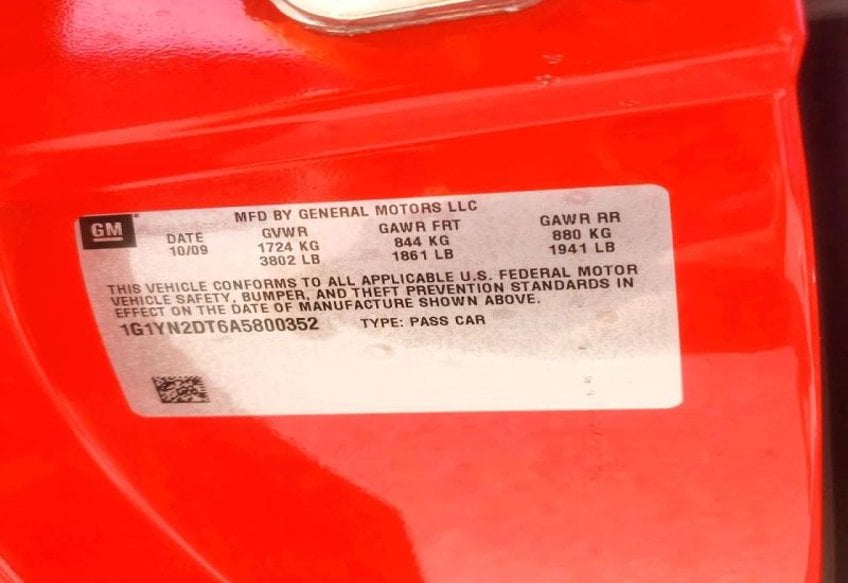 GM
MFD BY GENERAL MOTORS LLC
DATE GVWR GAWR FRT GAWR RR
10/09 1724 KG 844 KG 880 KG
3802 LB 1861 LB 1941 LB
THIS VEHICLE CONFORMS TO ALL APPLICABLE U.S. FEDERAL MOTOR
VEHICLE SAFETY, BUMPER, AND THEFT PREVENTION STANDARDS IN
EFFECT ON THE DATE OF MANUFACTURE SHOWN ABOVE.
1G1YN2DT6A5800352 TYPE: PASS CAR